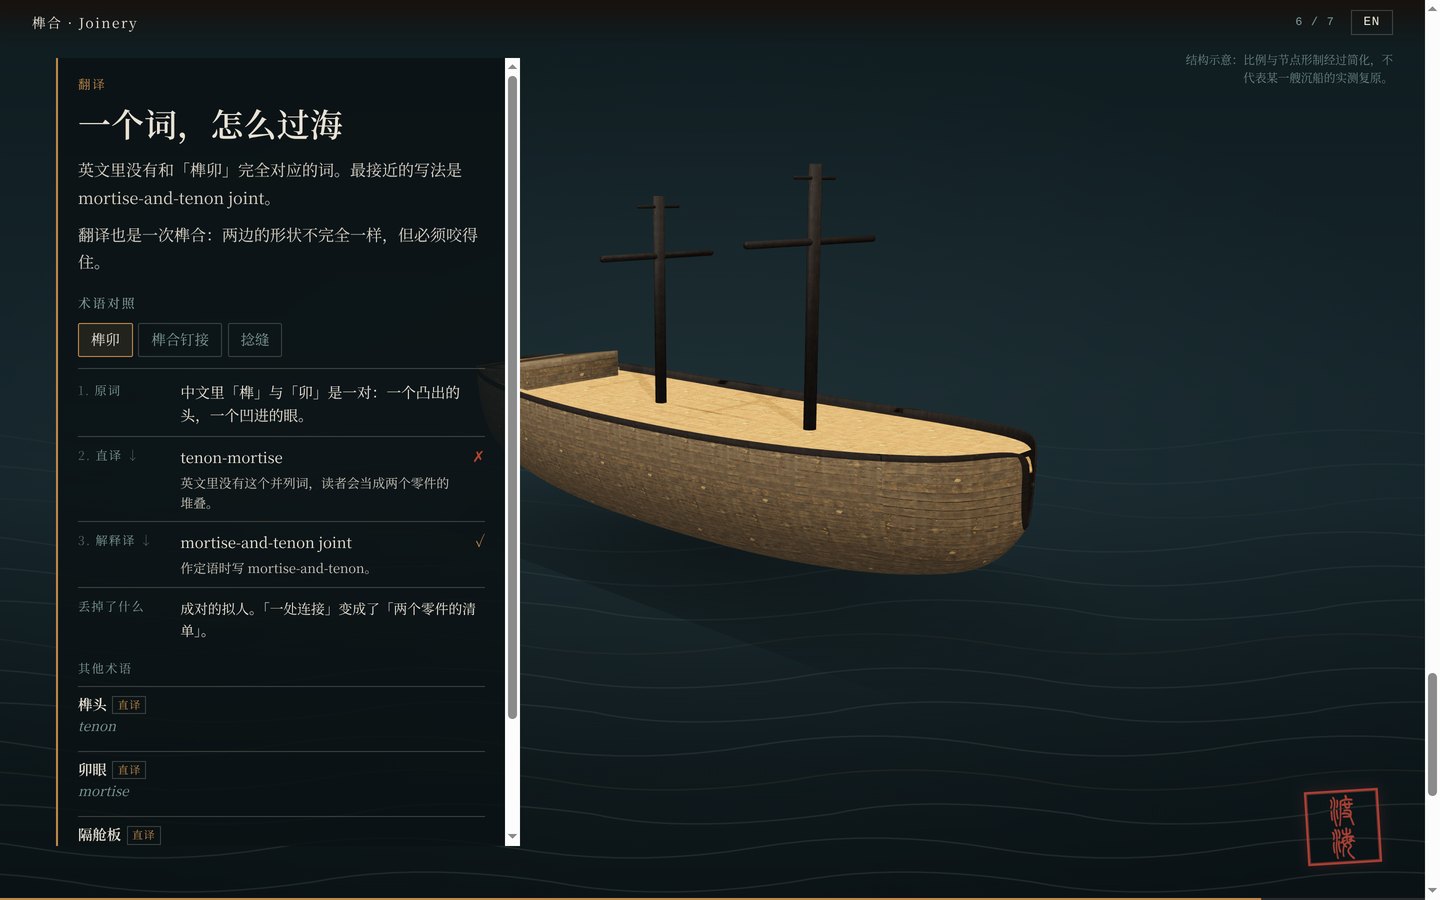 榫合 · Joinery
6 / 7
EN
结构示意：比例与节点形制经过简化，不
代表某一艘沉船的实测复原。
翻译
一个词，怎么过海
英文里没有和「榫卯」完全对应的词。最接近的写法是
mortise-and-tenon joint。
翻译也是一次榫合：两边的形状不完全一样，但必须咬得
住。
术语对照
榫卯
榫合钉接
捻缝
1. 原词
中文里「榫」与「卯」是一对：一个凸出的
头，一个凹进的眼。
2. 直译 ↓
tenon-mortise
✗
英文里没有这个并列词，读者会当成两个零件的
堆叠。
3. 解释译 ↓
mortise-and-tenon joint
✓
作定语时写 mortise-and-tenon。
丢掉了什么
成对的拟人。「一处连接」变成了「两个零件的清
单」。
其他术语
榫头 直译
tenon
卯眼 直译
mortise
隔舱板 直译
渡
海